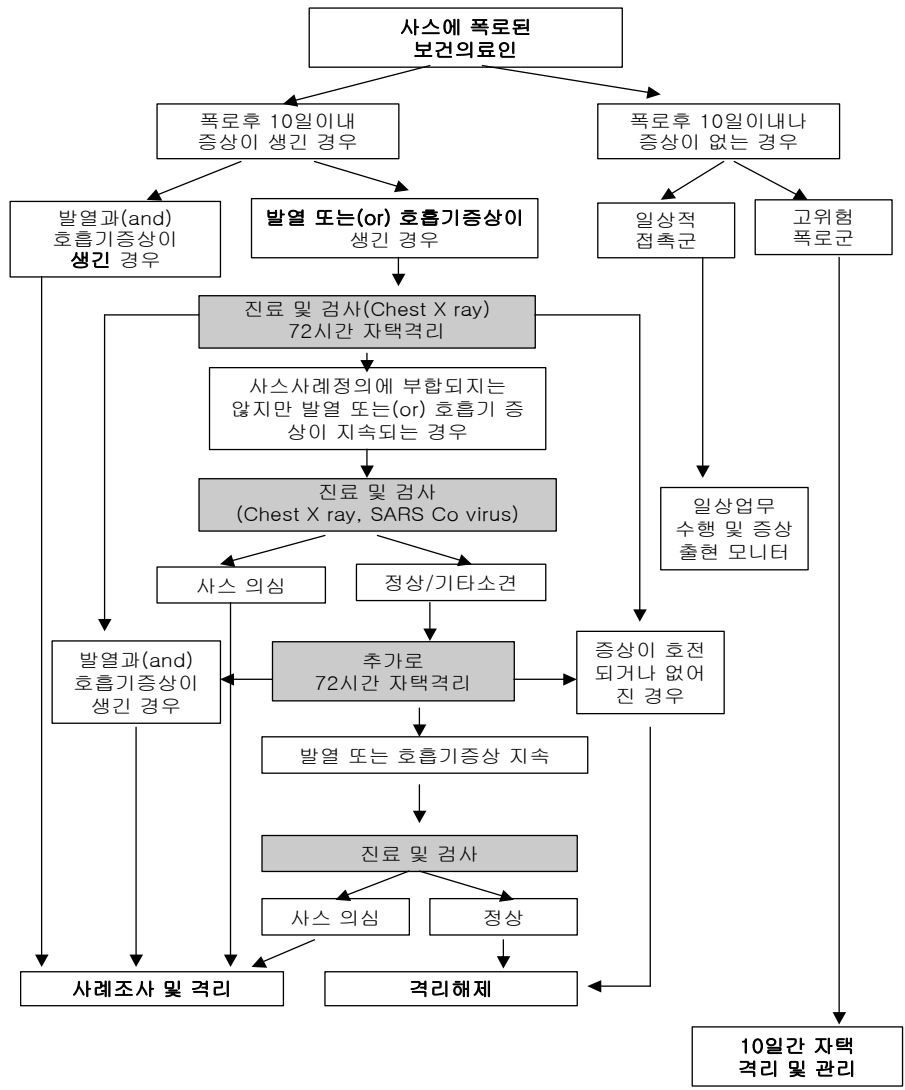 사스에 폭로된
보건의료인
폭로후 10일이내
증상이 생긴 경우
폭로후 10일이내나
증상이 없는 경우
발열과(and)
호흡기증상이
생긴 경우
발열 또는(or) 호흡기증상이
생긴 경우
일상적
접촉군
고위험
폭로군
진료 및 검사(Chest X ray)
72시간 자택격리
사스사례정의에 부합되지는
않지만 발열 또는(or) 호흡기 증
상이 지속되는 경우
진료 및 검사
(Chest X ray, SARS Co virus)
일상업무
수행 및 증상
출현 모니터
사스 의심
정상/기타소견
발열과(and)
호흡기증상이
생긴 경우
추가로
72시간 자택격리
증상이 호전
되거나 없어
진 경우
발열 또는 호흡기증상 지속
진료 및 검사
사스 의심
정상
사례조사 및 격리
격리해제
10일간 자택
격리 및 관리